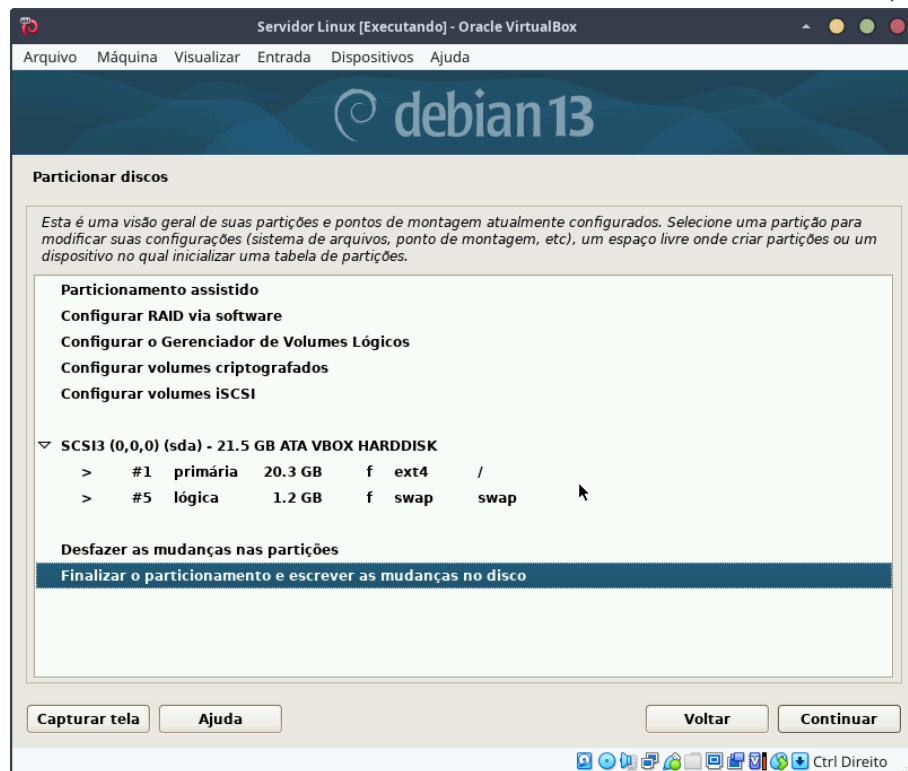 Servidor Linux [Executando] - Oracle VirtualBox
Arquivo Máquina Visualizar Entrada Dispositivos Ajuda
debian 13
Particionar discos
Esta é uma visão geral de suas partições e pontos de montagem atualmente configurados. Selecione uma partição para
modificar suas configurações (sistema de arquivos, ponto de montagem, etc), um espaço livre onde criar partições ou um
dispositivo no qual inicializar uma tabela de partições.
Particionamento assistido
Configurar RAID via software
Configurar o Gerenciador de Volumes Lógicos
Configurar volumes criptografados
Configurar volumes iSCSI
SCSI3 (0,0,0) (sda) - 21.5 GB ATA VBOX HARDDISK
> #1 primária 20.3 GB f ext4 /
> #5 lógica 1.2 GB f swap swap
Desfazer as mudanças nas partições
Finalizar o particionamento e escrever as mudanças no disco
Capturar tela Ajuda Voltar Continuar
Ctrl Direito